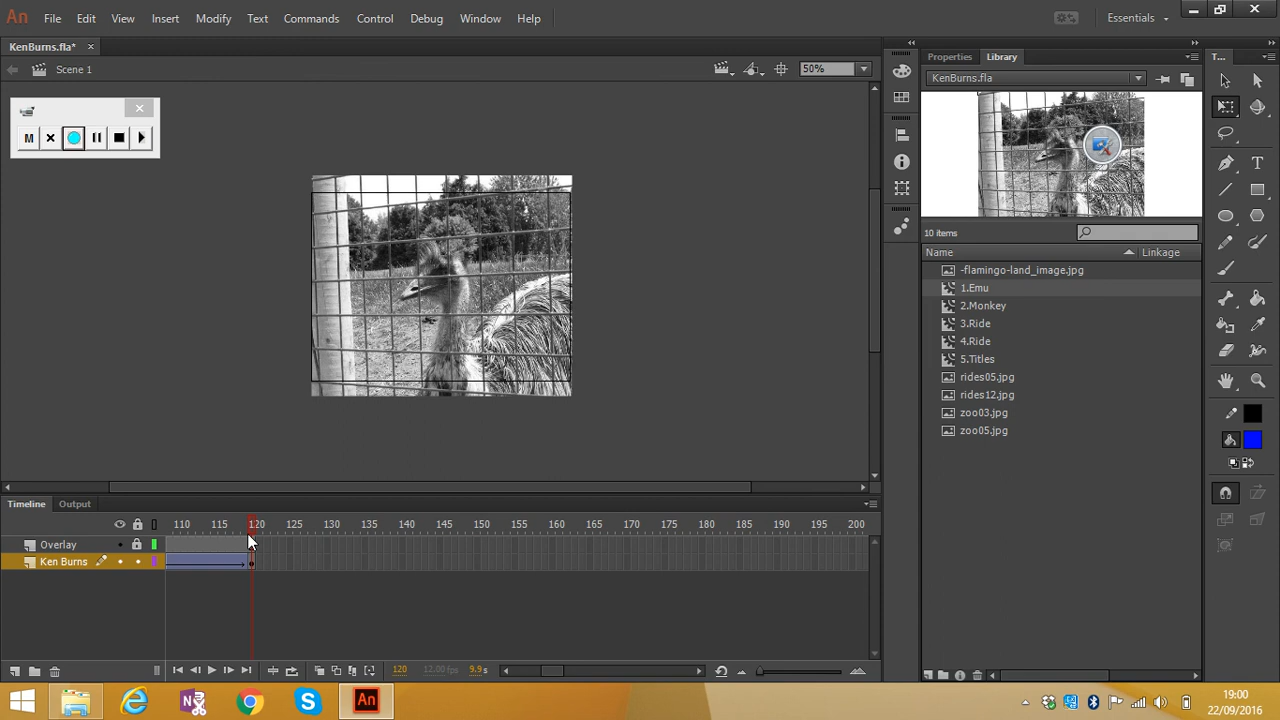 An File Edit View Insert Modify Text Commands Control Debug Window Help Essentials
KenBurns.fla*
Scene 1 50%
M
Properties Library T...
KenBurns.fla
10 items
Name Linkage
-flamingo-land_image.jpg
1.Emu
2.Monkey
3.Ride
4.Ride
5.Titles
rides05.jpg
rides12.jpg
zoo03.jpg
zoo05.jpg
Timeline Output
110 115 120 125 130 135 140 145 150 155 160 165 170 175 180 185 190 195 200
Overlay
Ken Burns
120 12.00 fps 9.9 s
An
19:00
22/09/2016